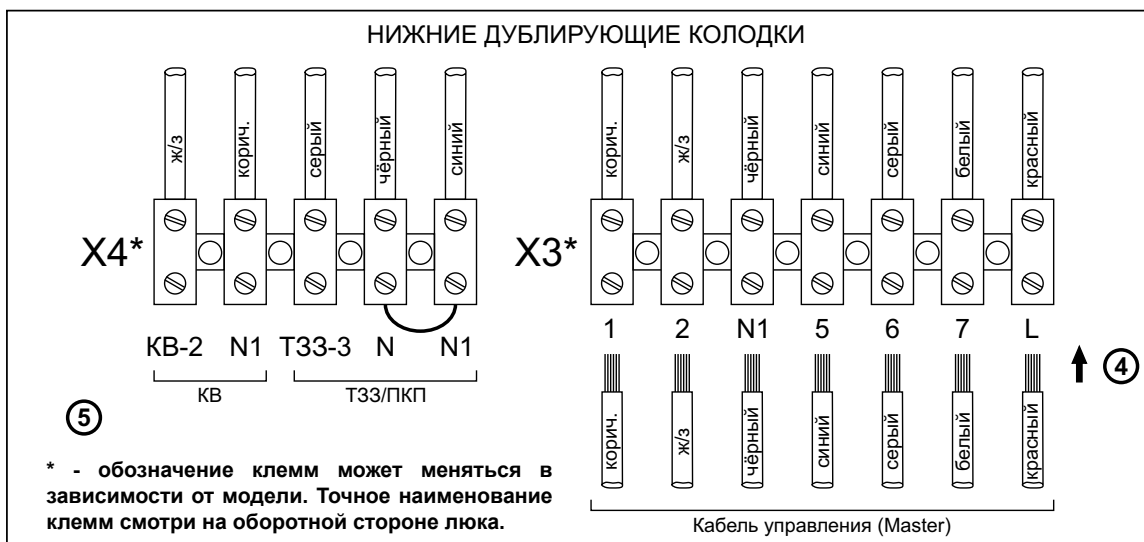 НИЖНИЕ ДУБЛИРУЮЩИЕ КОЛОДКИ
ж/з
корич.
серый
чёрный
синий
X4*
КВ-2 N1 ТЗЗ-3 N N1
КВ ТЗЗ/ПКП
5
* - обозначение клемм может меняться в
зависимости от модели. Точное наименование
клемм смотри на оборотной стороне люка.
корич.
ж/з
чёрный
синий
серый
белый
красный
X3*
1 2 N1 5 6 7 L
4
корич.
ж/з
чёрный
синий
серый
белый
красный
Кабель управления (Master)